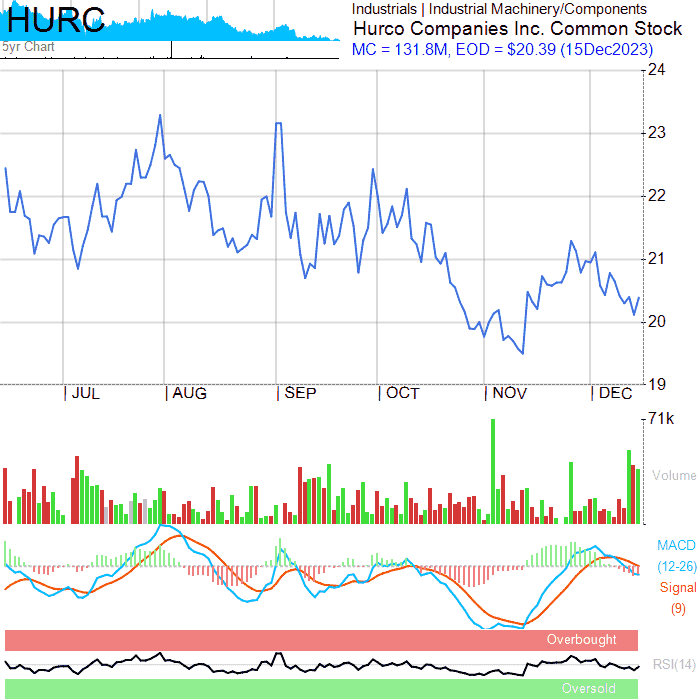 HURC
5yr Chart
Industrials | Industrial Machinery/Components
Hurco Companies Inc. Common Stock
MC = 131.8M, EOD = $20.39 (15Dec2023)
24
23
22
21
20
19
JUL AUG SEP OCT NOV DEC
71k
Volume
MACD
(12-26)
Signal
(9)
Overbought
RSI(14)
Oversold